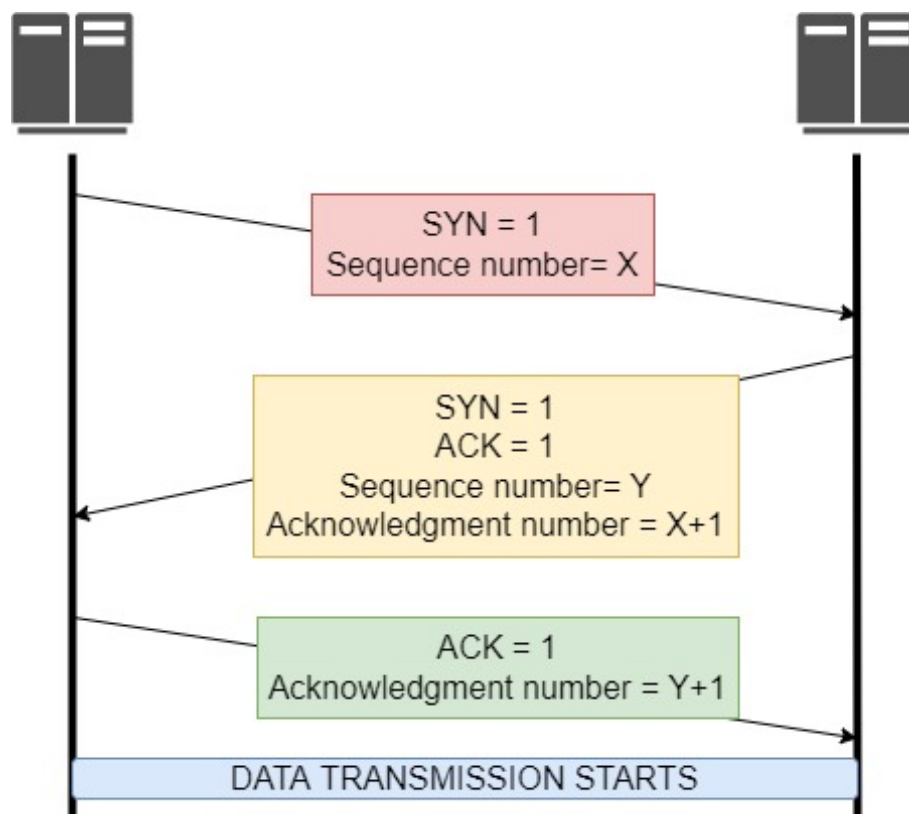 SYN = 1
Sequence number= X
SYN = 1
ACK = 1
Sequence number= Y
Acknowledgment number = X+1
ACK = 1
Acknowledgment number = Y+1
DATA TRANSMISSION STARTS